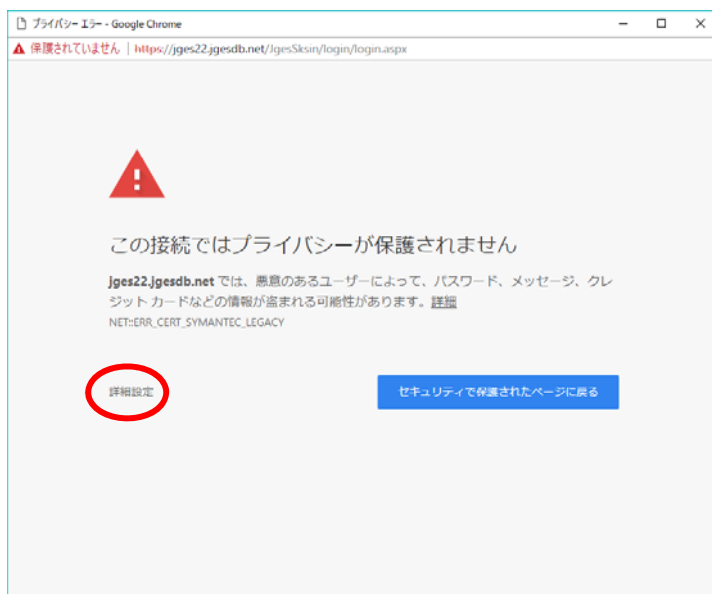 プライバシー エラー - Google Chrome
保護されていません | https://jges22.jgesdb.net/JgesSksin/login/login.aspx
この接続ではプライバシーが保護されません
jges22.jgesdb.net では、悪意のあるユーザーによって、パスワード、メッセージ、クレ
ジット カードなどの情報が盗まれる可能性があります。詳細
NET::ERR_CERT_SYMANTEC_LEGACY
詳細設定
セキュリティで保護されたページに戻る